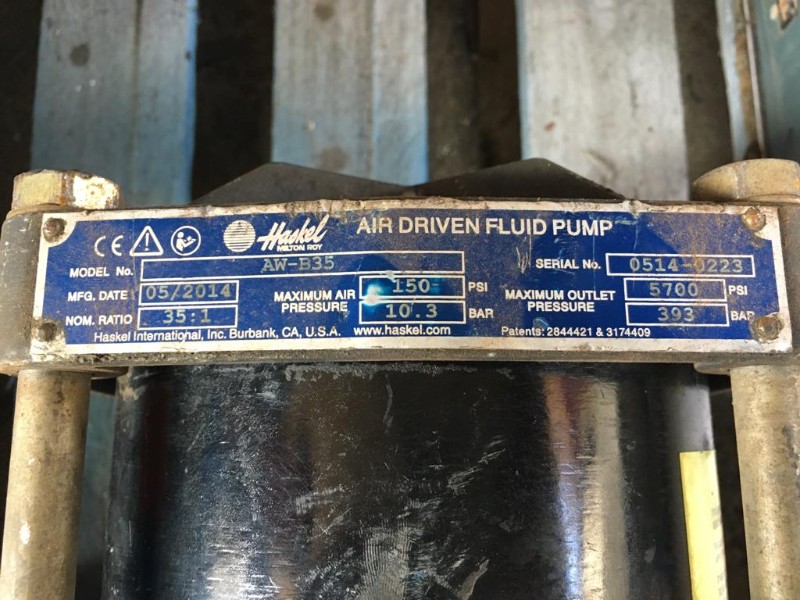 CE Haskel AIR DRIVEN FLUID PUMP
MILTON ROY
MODEL No. AW-B35 SERIAL No. 0514-0223
MFG. DATE 05/2014 MAXIMUM AIR PRESSURE 150 PSI MAXIMUM OUTLET PRESSURE 5700 PSI
NOM. RATIO 35:1 10.3 BAR 393 BAR
Haskel International, Inc. Burbank, CA, U.S.A. www.haskel.com Patents: 2844421 & 3174409